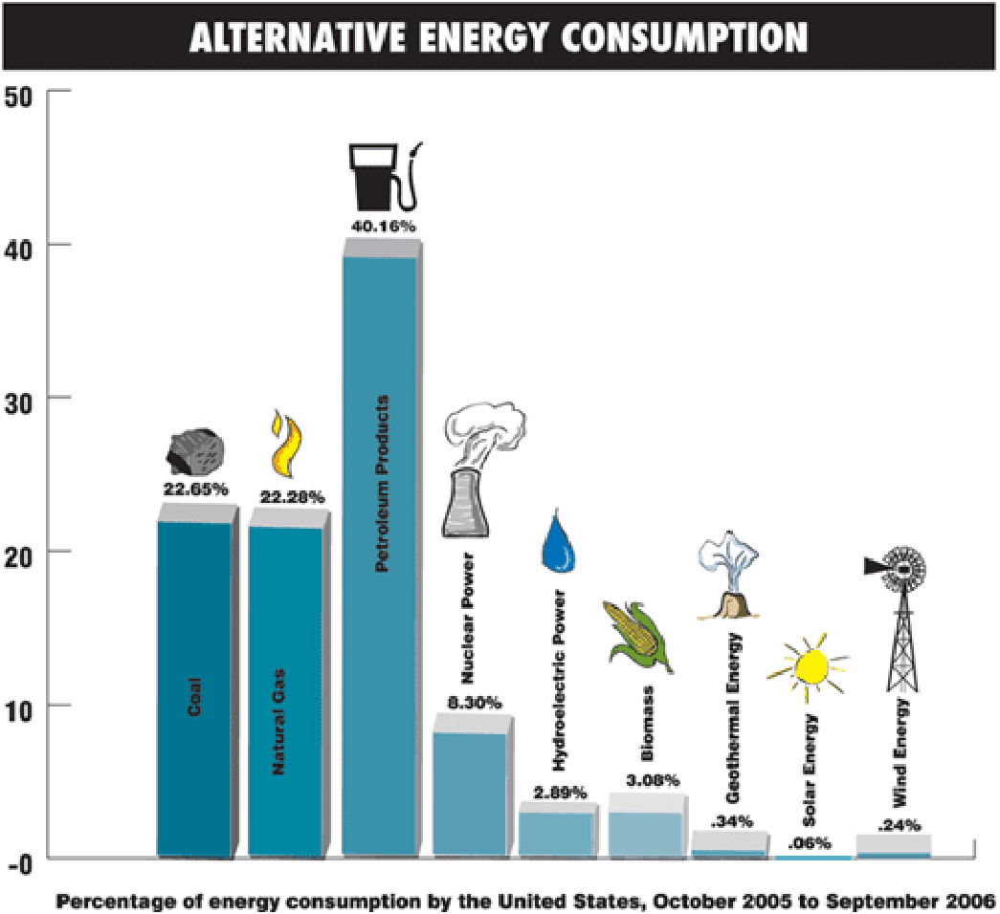 ALTERNATIVE ENERGY CONSUMPTION
50
40
30
20
10
-0
22.65%
Coal
22.28%
Natural Gas
40.16%
Petroleum Products
Nuclear Power
8.30%
Hydroelectric Power
2.89%
Biomass
3.08%
Geothermal Energy
.34%
Solar Energy
.06%
Wind Energy
.24%
Percentage of energy consumption by the United States, October 2005 to September 2006